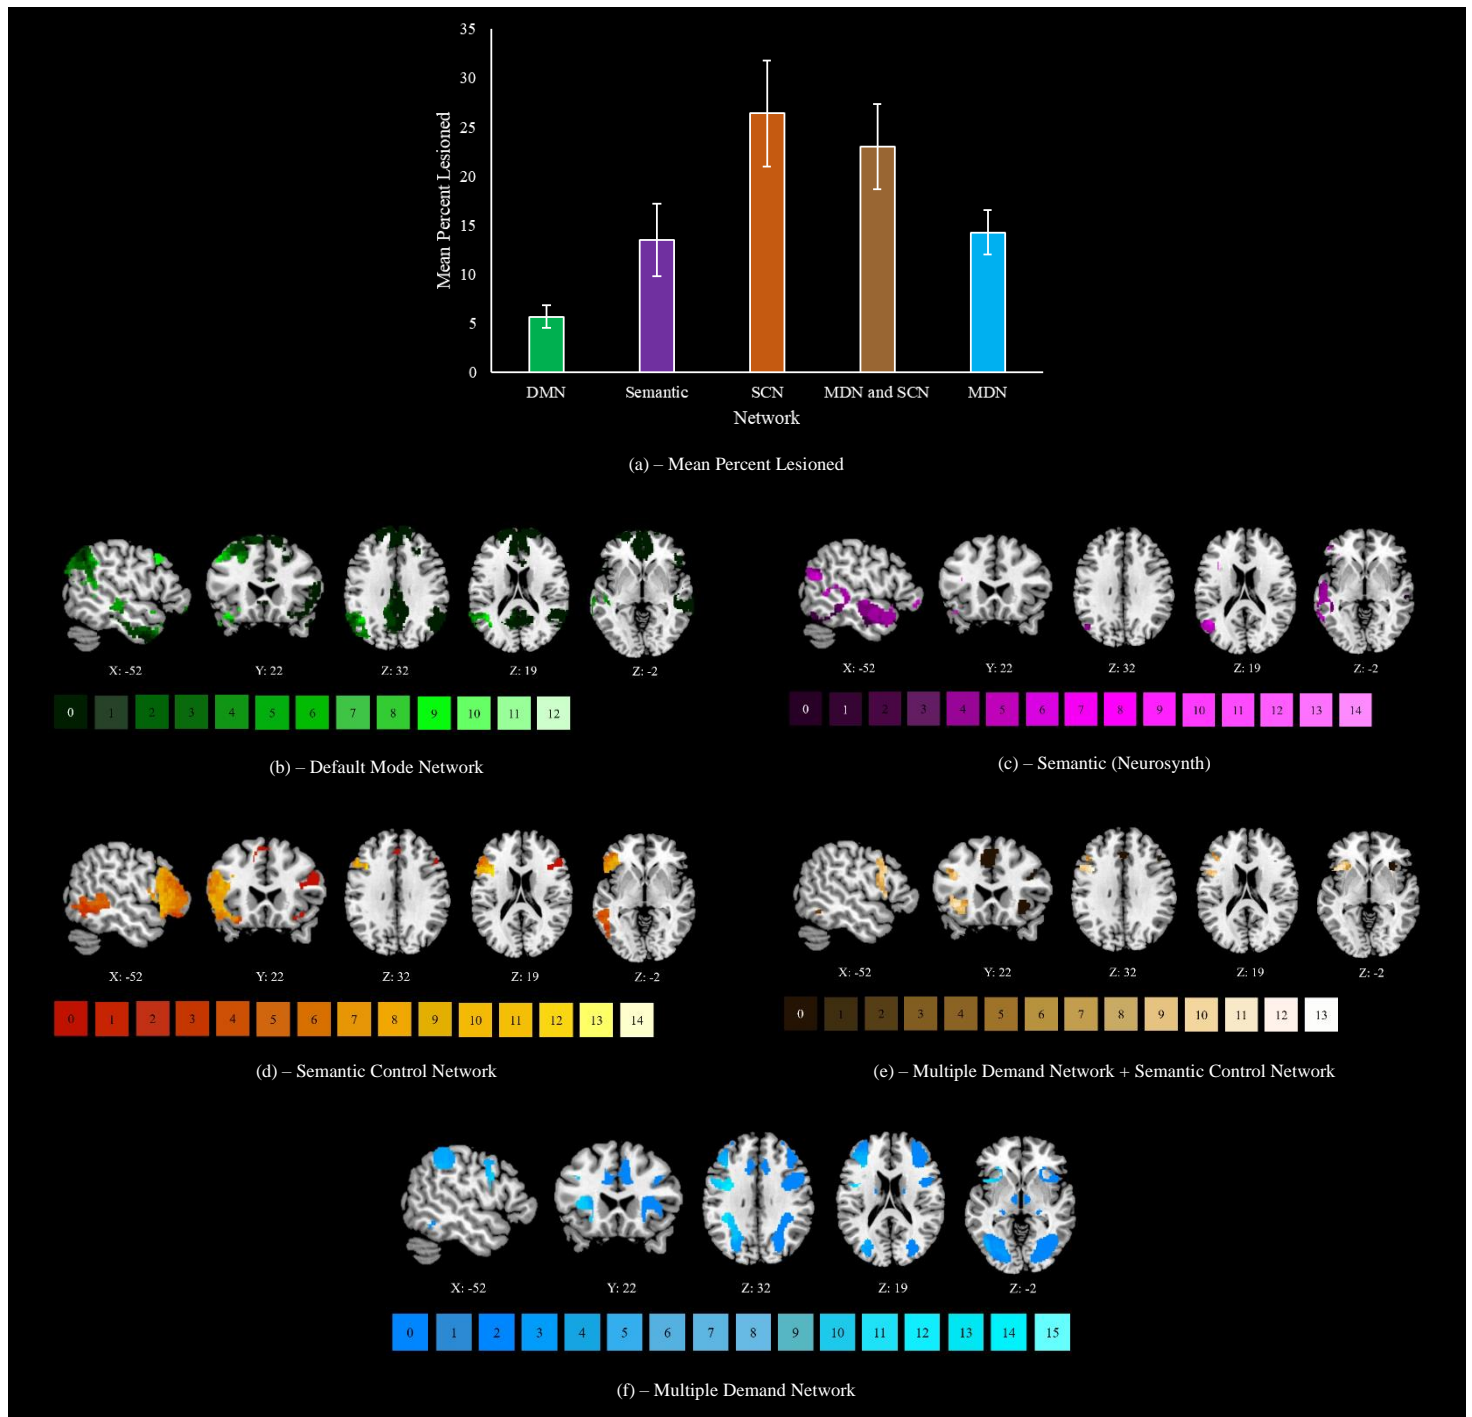 35
30
25
20
15
10
5
0
Mean Percent Lesioned
DMN Semantic SCN MDN and SCN MDN
Network
(a) – Mean Percent Lesioned
X: -52 Y: 22 Z: 32 Z: 19 Z: -2
0 1 2 3 4 5 6 7 8 9 10 11 12
(b) – Default Mode Network
X: -52 Y: 22 Z: 32 Z: 19 Z: -2
0 1 2 3 4 5 6 7 8 9 10 11 12 13 14
(c) – Semantic (Neurosynth)
X: -52 Y: 22 Z: 32 Z: 19 Z: -2
0 1 2 3 4 5 6 7 8 9 10 11 12 13 14
(d) – Semantic Control Network
X: -52 Y: 22 Z: 32 Z: 19 Z: -2
0 1 2 3 4 5 6 7 8 9 10 11 12 13
(e) – Multiple Demand Network + Semantic Control Network
X: -52 Y: 22 Z: 32 Z: 19 Z: -2
0 1 2 3 4 5 6 7 8 9 10 11 12 13 14 15
(f) – Multiple Demand Network